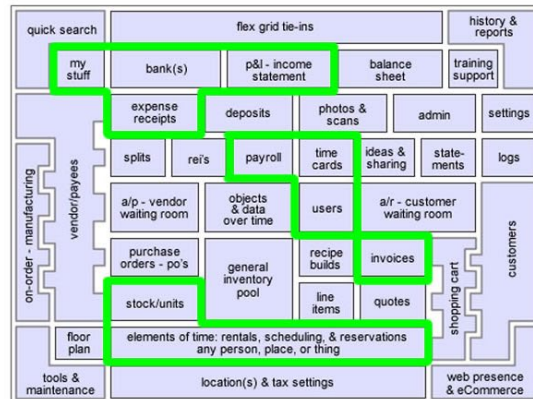 quick search
flex grid tie-ins
history &
reports
my
stuff
bank(s)
p&l - income
statement
balance
sheet
training
support
expense
receipts
deposits
photos &
scans
admin
settings
vendor/payees
splits
rei's
payroll
time
cards
ideas &
sharing
state-
ments
logs
on-order - manufacturing
a/p - vendor
waiting room
objects
& data
over time
users
a/r - customer
waiting room
customers
purchase
orders - po's
general
inventory
pool
recipe
builds
invoices
shopping cart
stock/units
line
items
quotes
floor
plan
elements of time: rentals, scheduling, & reservations
any person, place, or thing
tools &
maintenance
location(s) & tax settings
web presence
& eCommerce